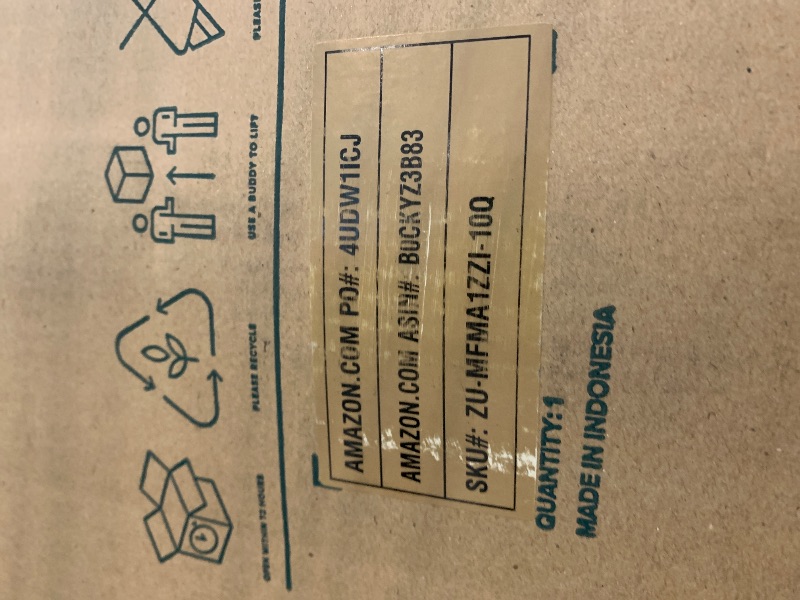 OPEN WITHIN 72 HOURS
PLEASE RECYCLE
USE A BUDDY TO LIFT
AMAZON.COM PO#: 4UDW1ICJ
AMAZON.COM ASIN#: B0CKYZ3B83
SKU#: ZU-MFMA1ZZI-10Q
QUANTITY: 1
MADE IN INDONESIA